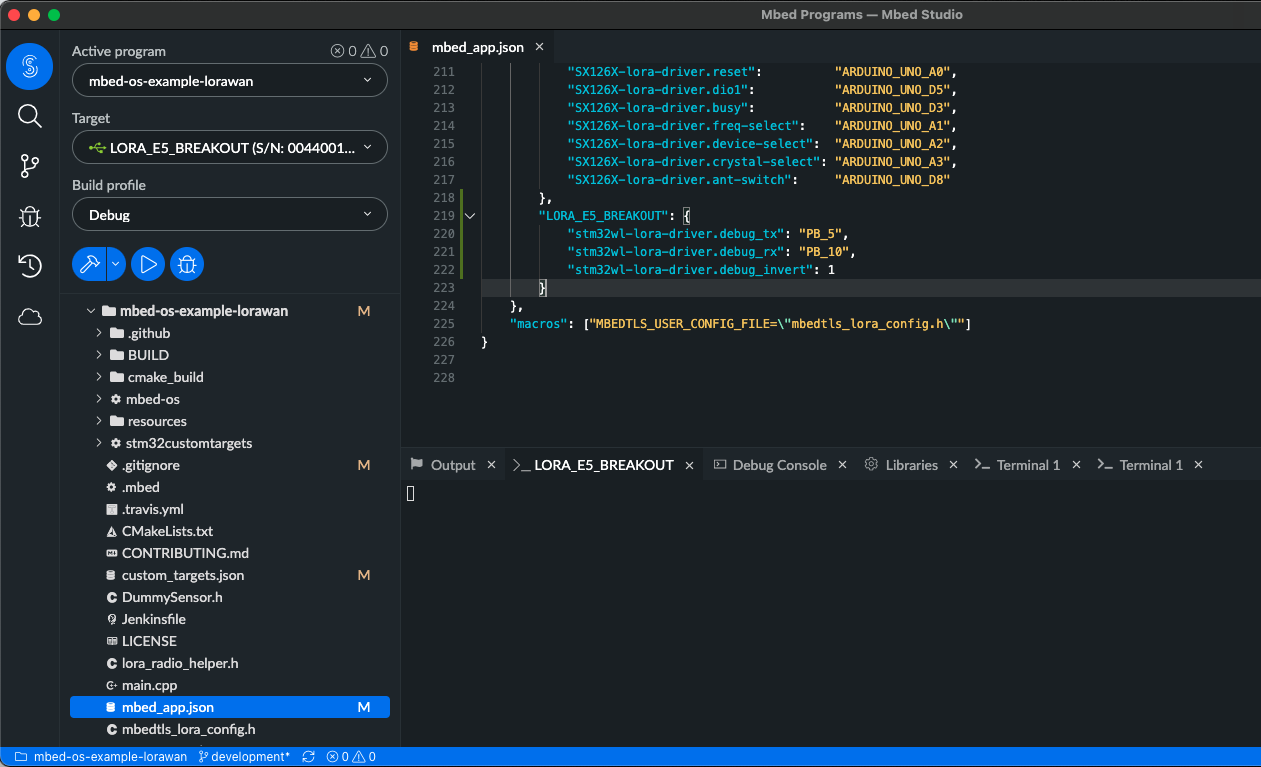 Mbed Programs — Mbed Studio
Active program
0 0
mbed-os-example-lorawan
Target
LORA_E5_BREAKOUT (S/N: 0044001...
Build profile
Debug
mbed-os-example-lorawan M
.github
BUILD
cmake_build
mbed-os
resources
stm32customtargets
.gitignore M
.mbed
.travis.yml
CMakeLists.txt
CONTRIBUTING.md
custom_targets.json M
DummySensor.h
Jenkinsfile
LICENSE
lora_radio_helper.h
main.cpp
mbed_app.json M
mbedtls_lora_config.h
mbed_app.json ×
211 "SX126X-lora-driver.reset": "ARDUINO_UNO_A0",
212 "SX126X-lora-driver.dio1": "ARDUINO_UNO_D5",
213 "SX126X-lora-driver.busy": "ARDUINO_UNO_D3",
214 "SX126X-lora-driver.freq-select": "ARDUINO_UNO_A1",
215 "SX126X-lora-driver.device-select": "ARDUINO_UNO_A2",
216 "SX126X-lora-driver.crystal-select": "ARDUINO_UNO_A3",
217 "SX126X-lora-driver.ant-switch": "ARDUINO_UNO_D8"
218 },
219 "LORA_E5_BREAKOUT": {
220 "stm32wl-lora-driver.debug_tx": "PB_5",
221 "stm32wl-lora-driver.debug_rx": "PB_10",
222 "stm32wl-lora-driver.debug_invert": 1
223 }
224 },
225 "macros": ["MBEDTLS_USER_CONFIG_FILE=\"mbedtls_lora_config.h\""]
226 }
227
228
Output × >_ LORA_E5_BREAKOUT × Debug Console × Libraries × >_ Terminal 1 × >_ Terminal 1 ×
mbed-os-example-lorawan development* 0 0